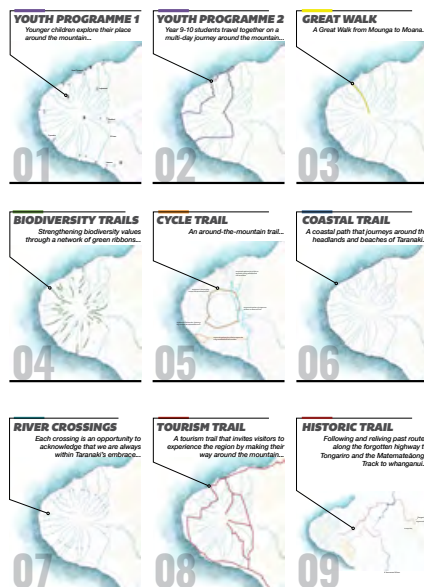 YOUTH PROGRAMME 1
Younger children explore their place
around the mountain...
01
YOUTH PROGRAMME 2
Year 9-10 students travel together on a
multi-day journey around the mountain...
02
GREAT WALK
A Great Walk from Mounga to Moana..
03
BIODIVERSITY TRAILS
Strengthening biodiversity values
through a network of green ribbons...
04
CYCLE TRAIL
An around-the-mountain trail...
05
COASTAL TRAIL
A coastal path that journeys around th
headlands and beaches of Taranaki.
06
RIVER CROSSINGS
Each crossing is an opportunity to
acknowledge that we are always
within Taranaki's embrace...
07
TOURISM TRAIL
A tourism trail that invites visitors to
experience the region by making their
way around the mountain...
08
HISTORIC TRAIL
Following and reliving past route
along the forgotten highway t
Tongariro and the Matemateāong
Track to whanganui.
09